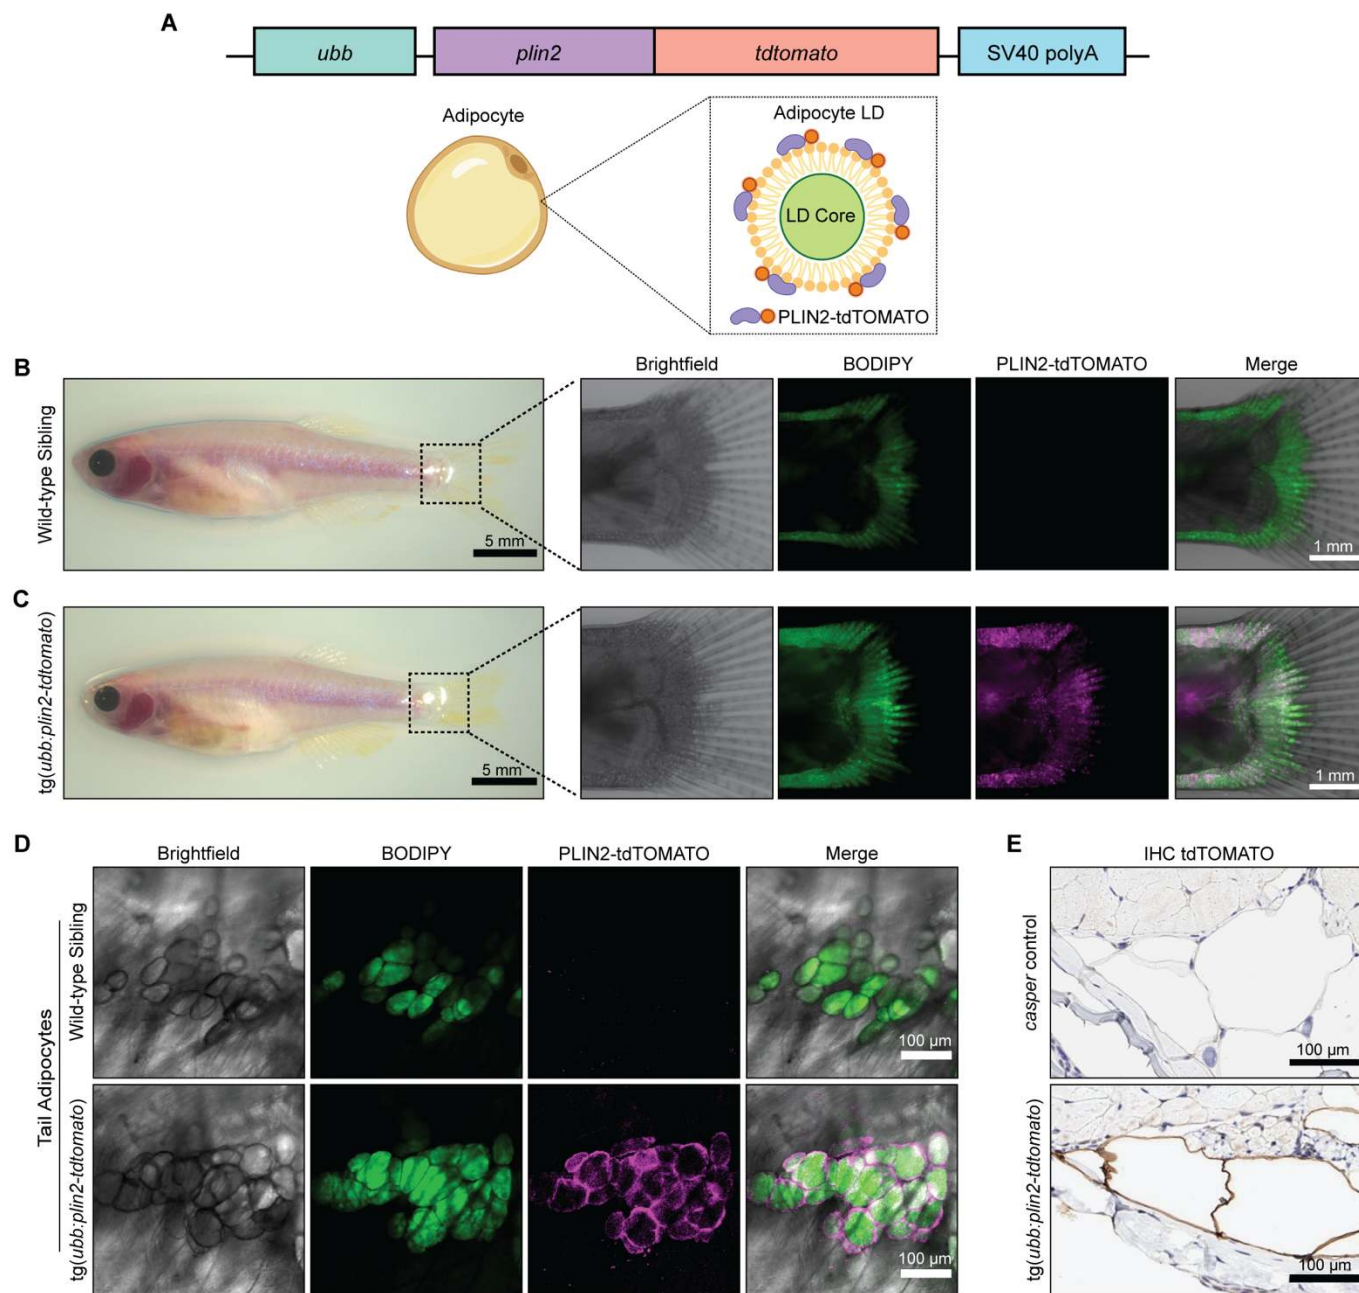 A
ubb plin2 tdtomato SV40 polyA
Adipocyte
Adipocyte LD
LD Core
PLIN2-tdTOMATO
B
Brightfield BODIPY PLIN2-tdTOMATO Merge
Wild-type Sibling
5 mm
1 mm
C
tg(ubb:plin2-tdtomato)
5 mm
1 mm
D
Brightfield BODIPY PLIN2-tdTOMATO Merge
Tail Adipocytes
Wild-type Sibling
100 µm
tg(ubb:plin2-tdtomato)
100 µm
E
IHC tdTOMATO
casper control
100 µm
tg(ubb:plin2-tdtomato)
100 µm